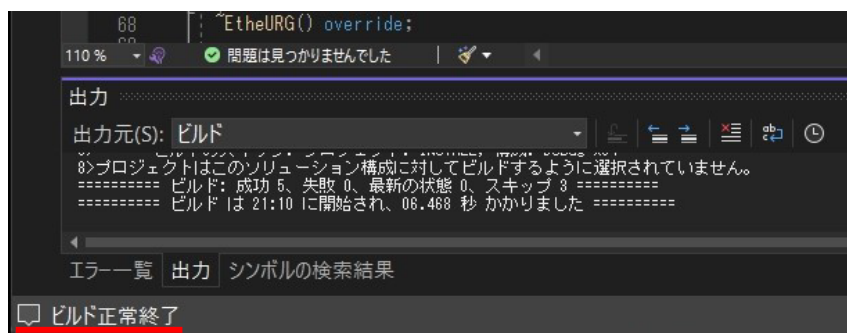 68 ~EtheURG() override;
110 % 問題は見つかりませんでした
出力
出力元(S): ビルド
8>プロジェクトはこのソリューション構成に対してビルドするように選択されていません。
========== ビルド: 成功 5、失敗 0、最新の状態 0、スキップ 3 ==========
========== ビルド は 21:10 に開始され、06.468 秒 かかりました ==========
エラー一覧 出力 シンボルの検索結果
ビルド正常終了